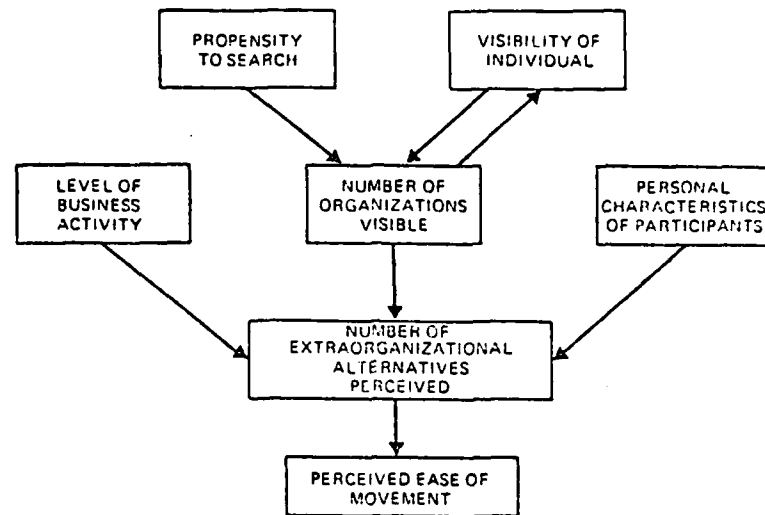 PROPENSITY
TO SEARCH
VISIBILITY OF
INDIVIDUAL
LEVEL OF
BUSINESS
ACTIVITY
NUMBER OF
ORGANIZATIONS
VISIBLE
PERSONAL
CHARACTERISTICS
OF PARTICIPANTS
NUMBER OF
EXTRAORGANIZATIONAL
ALTERNATIVES
PERCEIVED
PERCEIVED EASE OF
MOVEMENT